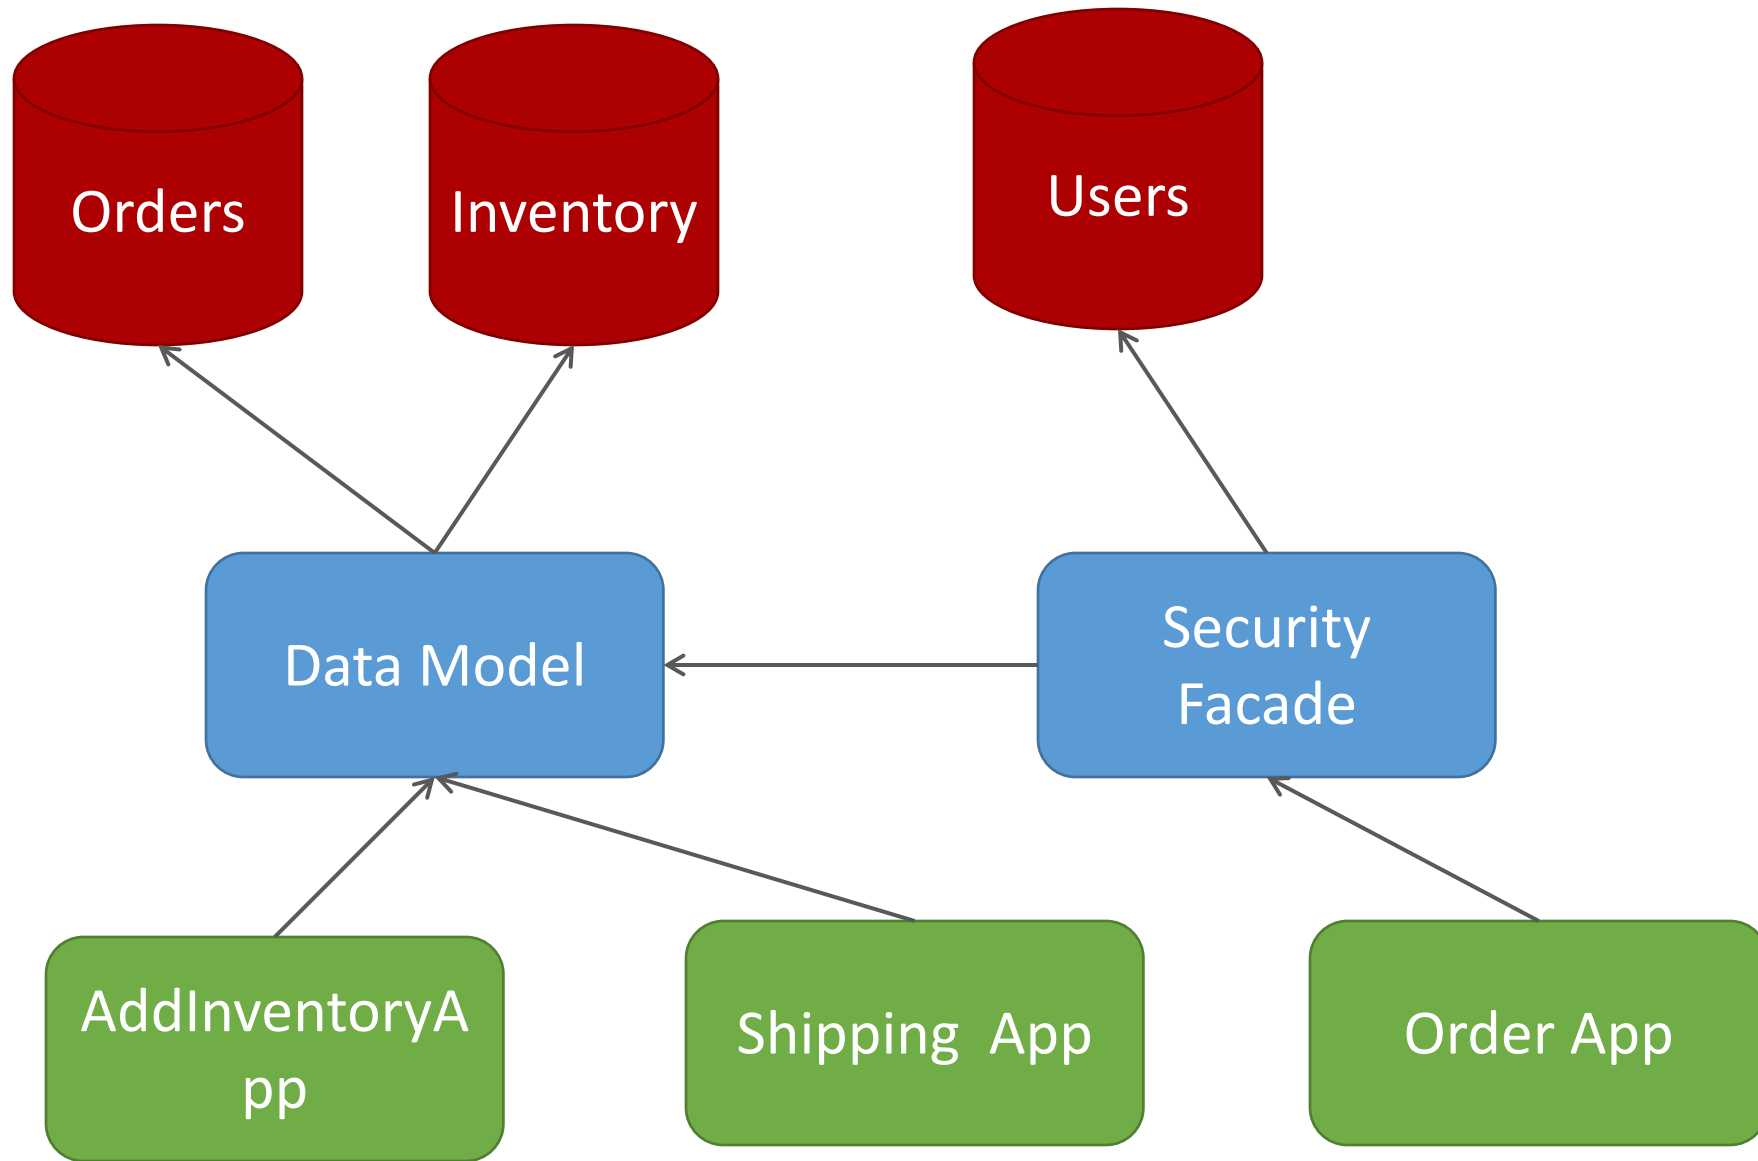 Orders
Inventory
Users
Data Model
Security
Facade
AddInventoryA
pp
Shipping  App
Order App